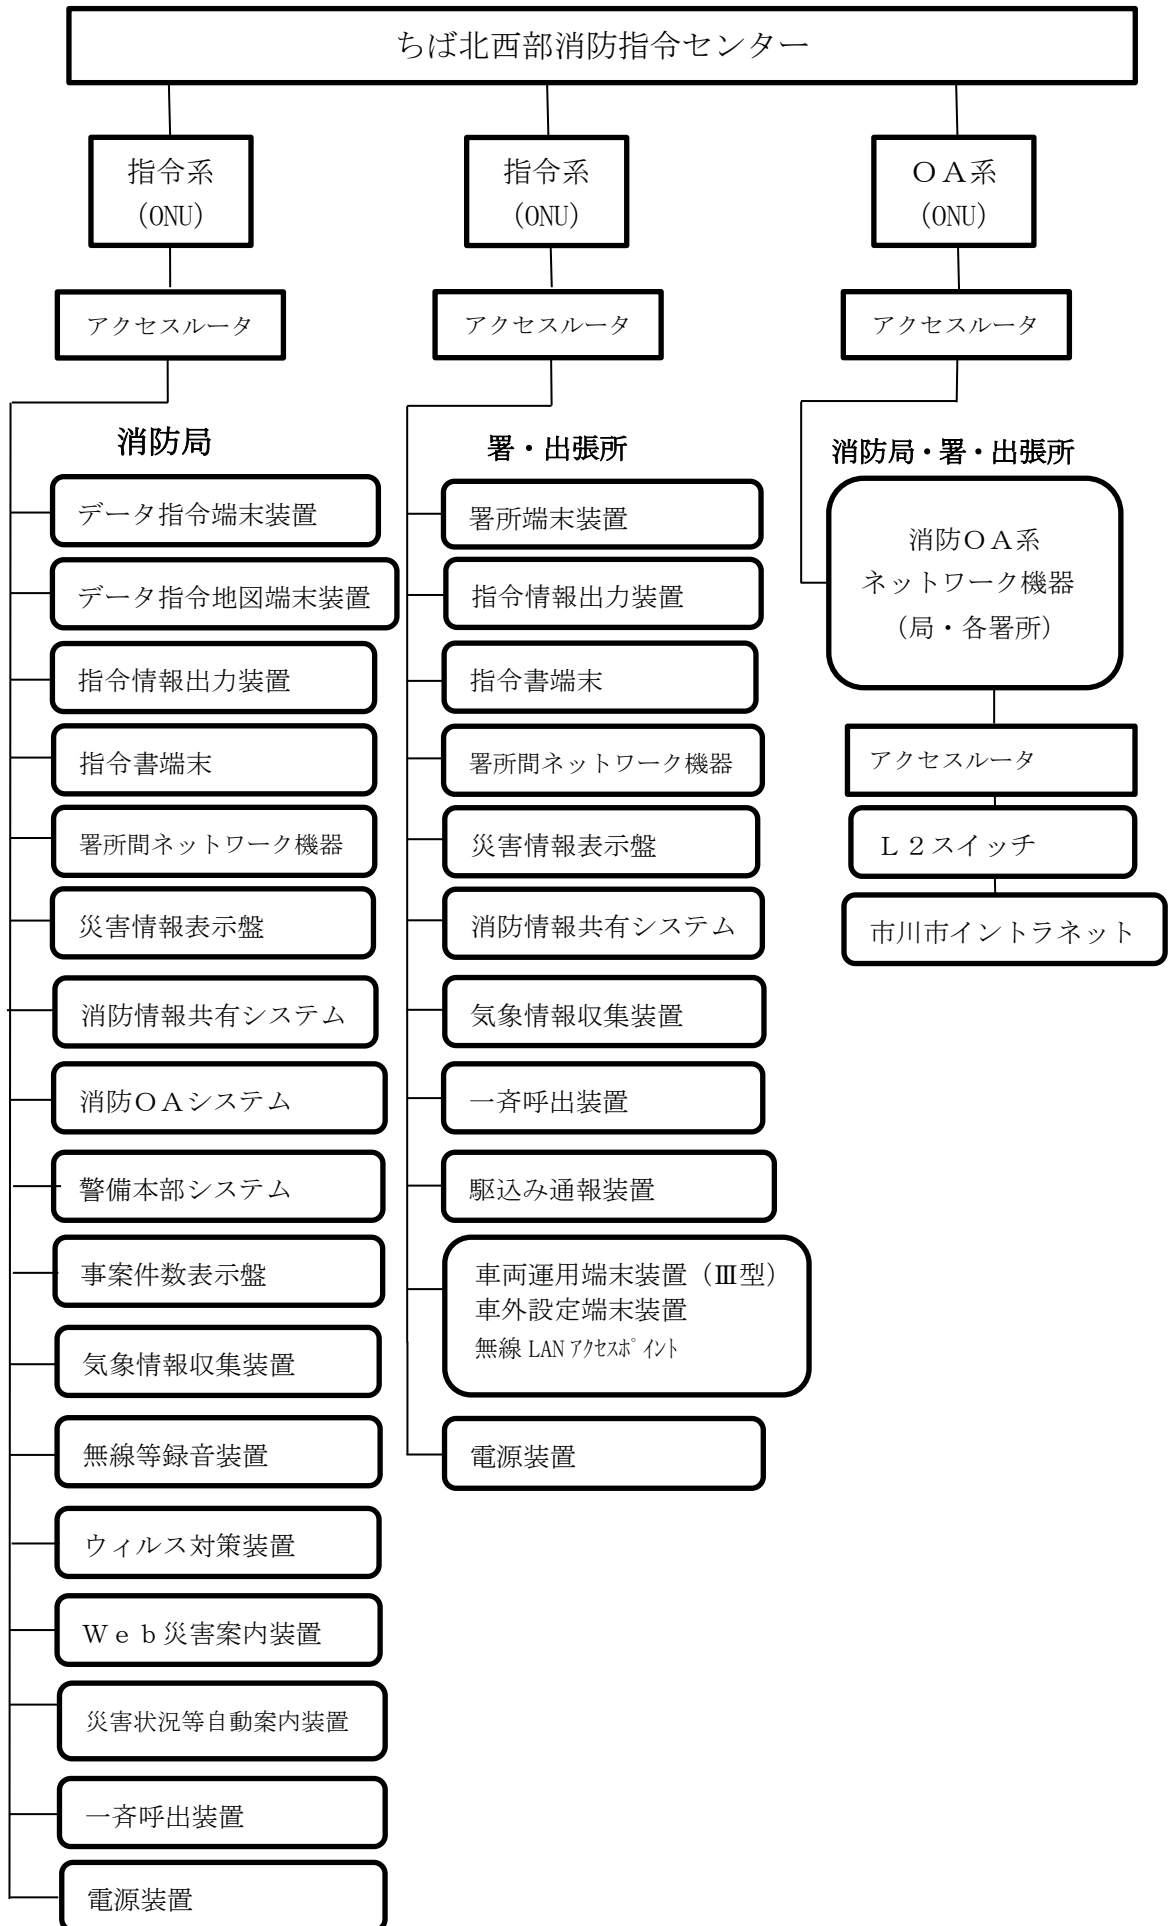 ちば北西部消防指令センター
指令系
（ONU）
アクセスルータ
消防局
データ指令端末装置
データ指令地図端末装置
指令情報出力装置
指令書端末
署所間ネットワーク機器
災害情報表示盤
消防情報共有システム
消防ＯＡシステム
警備本部システム
事案件数表示盤
気象情報収集装置
無線等録音装置
ウィルス対策装置
Ｗｅｂ災害案内装置
災害状況等自動案内装置
一斉呼出装置
電源装置
指令系
（ONU）
アクセスルータ
署・出張所
署所端末装置
指令情報出力装置
指令書端末
署所間ネットワーク機器
災害情報表示盤
消防情報共有システム
気象情報収集装置
一斉呼出装置
駆込み通報装置
車両運用端末装置（Ⅲ型）
車外設定端末装置
無線 LAN ｱｸｾｽﾎﾟｲﾝﾄ
電源装置
ＯＡ系
（ONU）
アクセスルータ
消防局・署・出張所
消防ＯＡ系
ネットワーク機器
（局・各署所）
アクセスルータ
Ｌ２スイッチ
市川市イントラネット